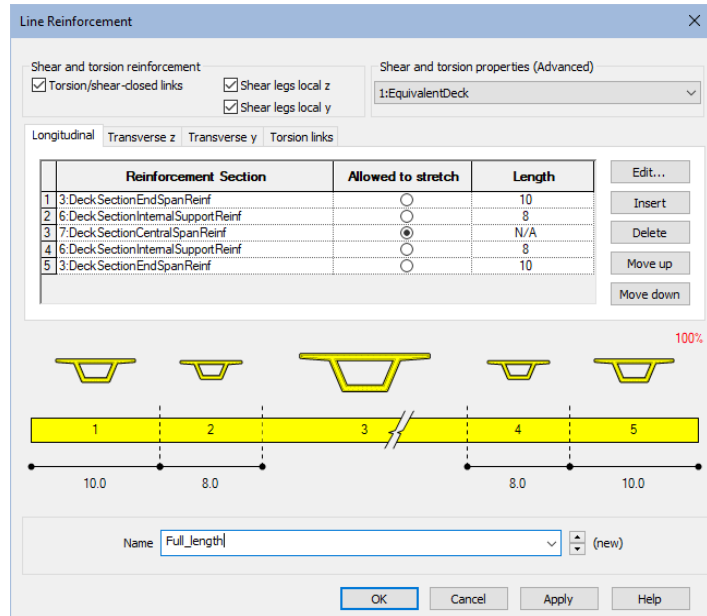 Line Reinforcement
Shear and torsion reinforcement
Torsion/shear-closed links
Shear legs local z
Shear legs local y
Shear and torsion properties (Advanced)
1:EquivalentDeck
Longitudinal Transverse z Transverse y Torsion links
Reinforcement Section Allowed to stretch Length
1 3:DeckSectionEndSpanReinf 10
2 6:DeckSectionInternalSupportReinf 8
3 7:DeckSectionCentralSpanReinf N/A
4 6:DeckSectionInternalSupportReinf 8
5 3:DeckSectionEndSpanReinf 10
Edit...
Insert
Delete
Move up
Move down
100%
1 2 3 4 5
10.0 8.0 8.0 10.0
Name Full_length (new)
OK Cancel Apply Help